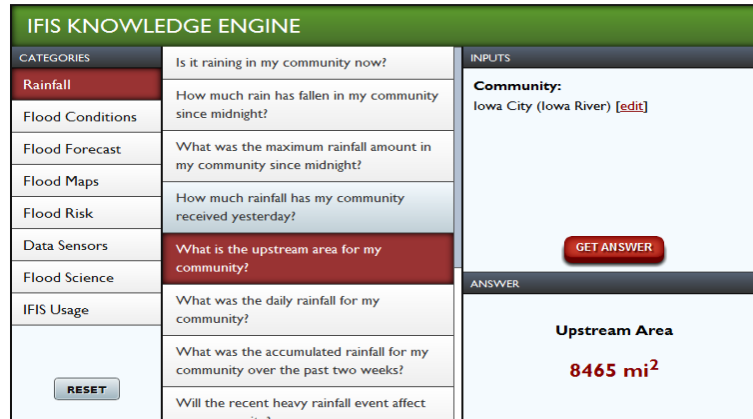 IFIS KNOWLEDGE ENGINE
CATEGORIES
Rainfall
Flood Conditions
Flood Forecast
Flood Maps
Flood Risk
Data Sensors
Flood Science
IFIS Usage
RESET
Is it raining in my community now?
How much rain has fallen in my community
since midnight?
What was the maximum rainfall amount in
my community since midnight?
How much rainfall has my community
received yesterday?
What is the upstream area for my
community?
What was the daily rainfall for my
community?
What was the accumulated rainfall for my
community over the past two weeks?
Will the recent heavy rainfall event affect
INPUTS
Community:
Iowa City (Iowa River) [edit]
GET ANSWER
ANSWER
Upstream Area
8465 mi²